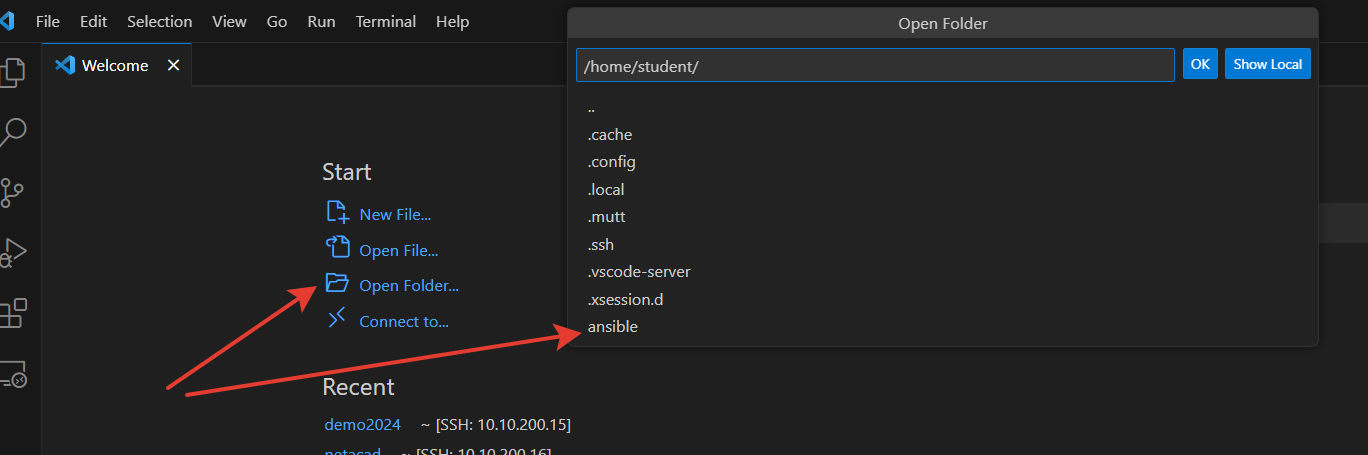 File Edit Selection View Go Run Terminal Help
Open Folder
Welcome
/home/student/ OK Show Local
..
.cache
.config
.local
.mutt
.ssh
.vscode-server
.xsession.d
ansible
Start
New File...
Open File...
Open Folder...
Connect to...
Recent
demo2024 ~ [SSH: 10.10.200.15]
netacad ~ [SSH: 10.10.200.16]